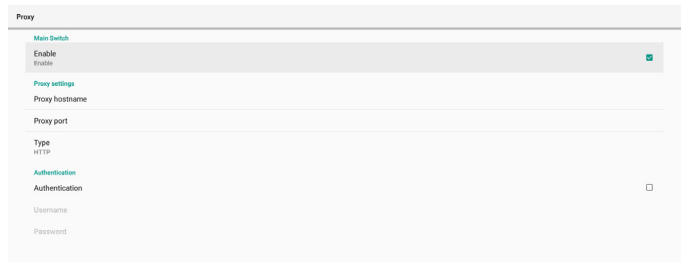 Proxy
Main Switch
Enable
Enable
Proxy settings
Proxy hostname
Proxy port
Type
HTTP
Authentication
Authentication
Username
Password